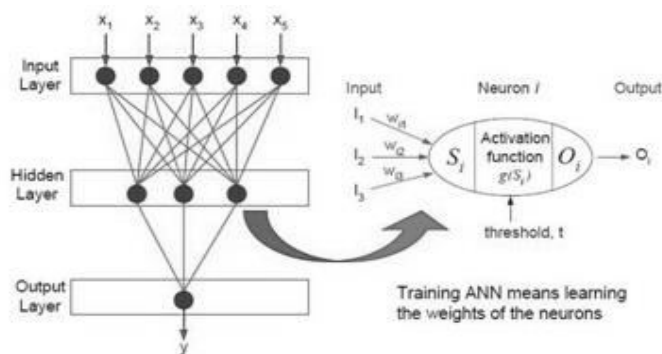 x1 x2 x3 x4 x5
Input
Layer
Hidden
Layer
Output
Layer
y
Input Neuron i Output
I1 wi1
I2 wi2
I3 wi3
Si
Activation
function
g(Si)
Oi
Oi
threshold, t
Training ANN means learning
the weights of the neurons